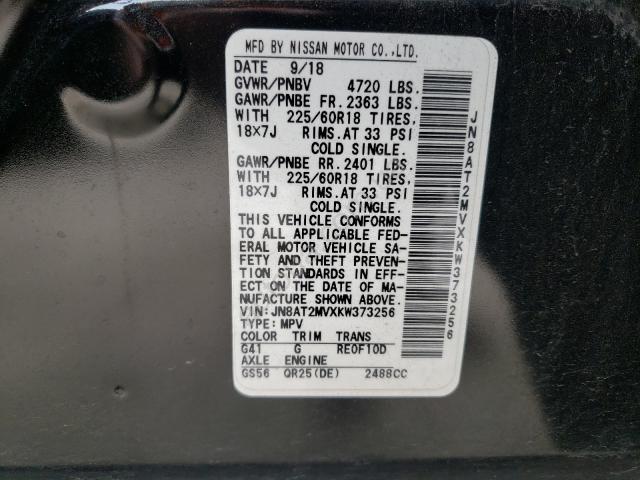 MFD BY NISSAN MOTOR CO.,LTD.
DATE 9/18
GVWR/PNBV 4720 LBS.
GAWR/PNBE FR. 2363 LBS.
WITH 225/60R18 TIRES,
18×7J RIMS. AT 33 PSI
COLD SINGLE.
GAWR/PNBE RR. 2401 LBS.
WITH 225/60R18 TIRES,
18×7J RIMS. AT 33 PSI
COLD SINGLE.
THIS VEHICLE CONFORMS
TO ALL APPLICABLE FED-
ERAL MOTOR VEHICLE SA-
FETY AND THEFT PREVEN-
TION STANDARDS IN EFF-
ECT ON THE DATE OF MA-
NUFACTURE SHOWN ABOVE.
VIN: JN8AT2MVXKW373256
TYPE: MPV
COLOR TRIM TRANS
G41 G RE0F10D
AXLE ENGINE
GS56 QR25(DE) 2488CC
JN8AT2MVXKW373256